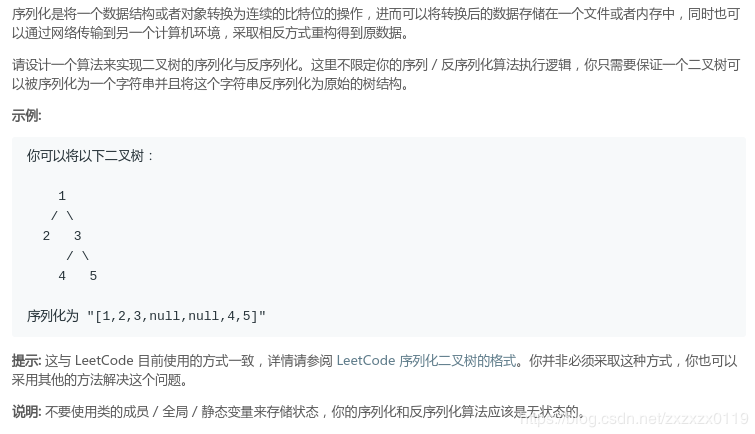 序列化是将一个数据结构或者对象转换为连续的比特位的操作，进而可以将转换后的数据存储在一个文件或者内存中，同时也可
以通过网络传输到另一个计算机环境，采取相反方式重构得到原数据。
请设计一个算法来实现二叉树的序列化与反序列化。这里不限定你的序列 / 反序列化算法执行逻辑，你只需要保证一个二叉树可
以被序列化为一个字符串并且将这个字符串反序列化为原始的树结构。
示例:
你可以将以下二叉树：
1
/ \
2 3
/ \
4 5
序列化为 "[1,2,3,null,null,4,5]"
提示: 这与 LeetCode 目前使用的方式一致，详情请参阅 LeetCode 序列化二叉树的格式。你并非必须采取这种方式，你也可以
采用其他的方法解决这个问题。
说明: 不要使用类的成员 / 全局 / 静态变量来存储状态，你的序列化和反序列化算法应该是无状态的。
https://blog.csdn.net/zxzxzx0119